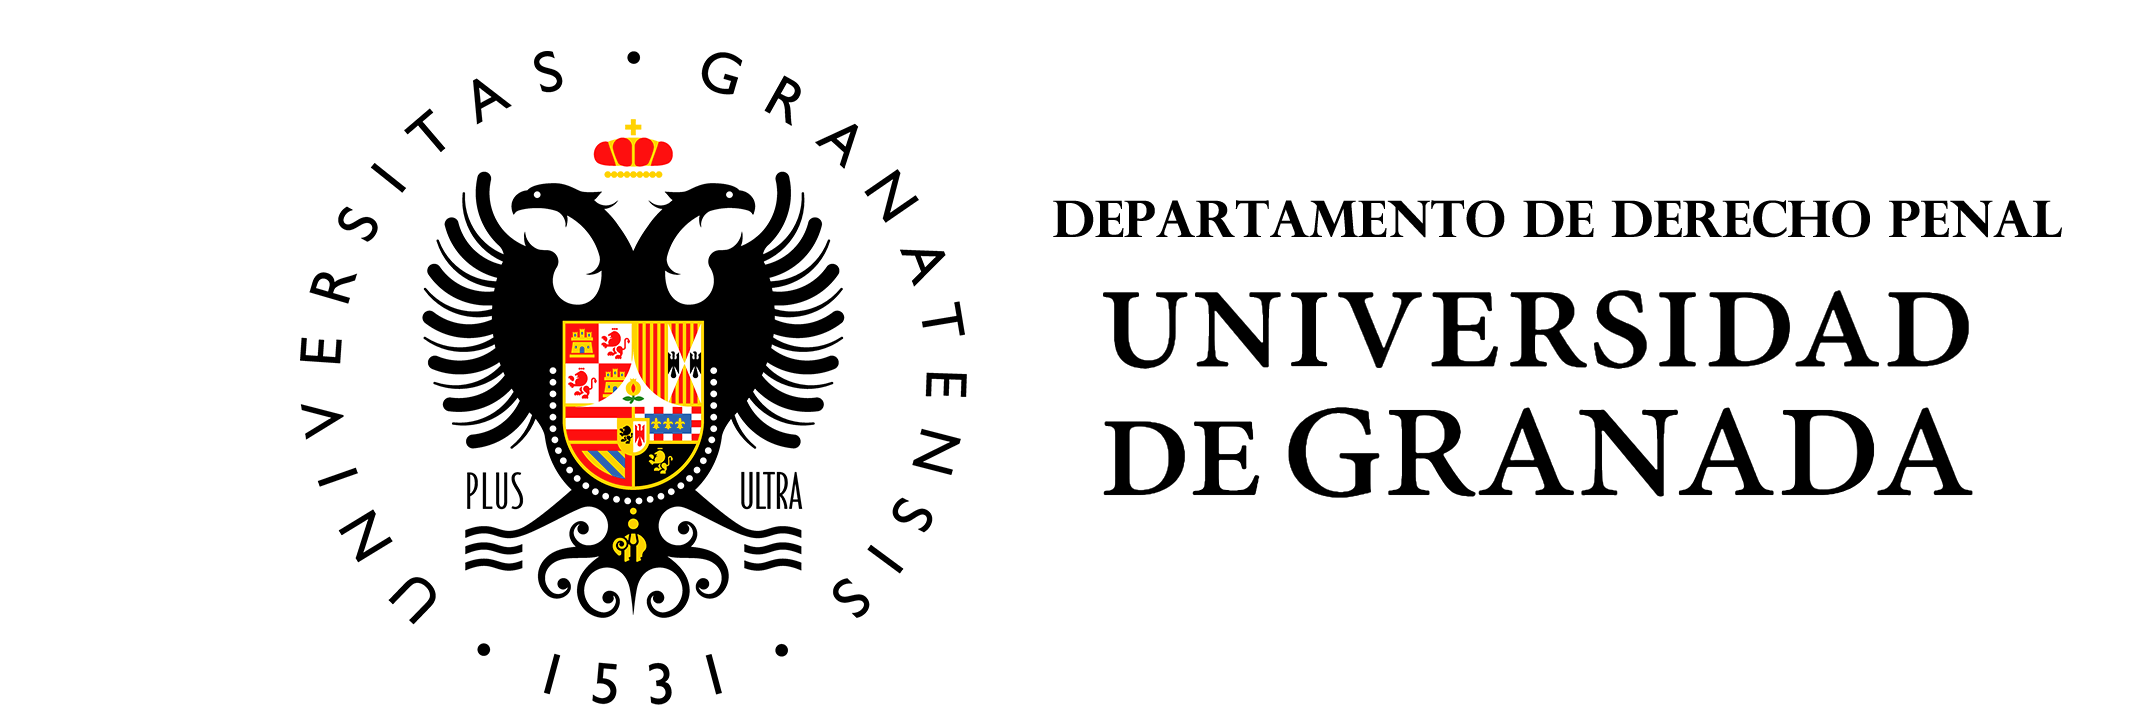 UNIVERSITAS · GRANATENSIS
PLUS ULTRA
· 1531 ·
DEPARTAMENTO DE DERECHO PENAL
UNIVERSIDAD
DE GRANADA